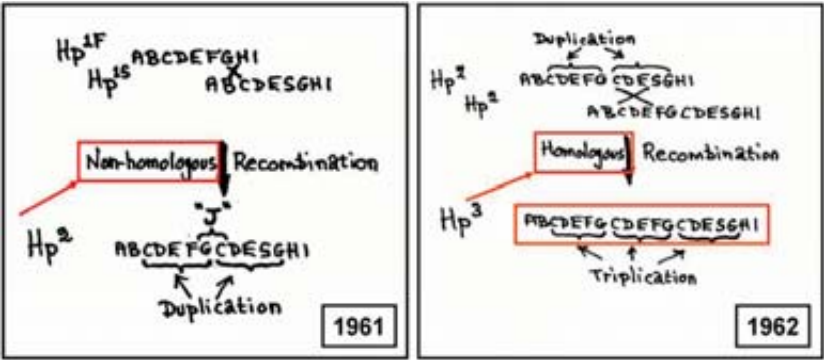 Hp1F ABCDEFGHI
Hp1S ABCDESGHI
Non-homologous Recombination
"J"
Hp2
ABCDEFGCDESGHI
Duplication
1961
Duplication
Hp2 ABCDEFGCDESGHI
Hp2
ABCDEFGCDESGHI
Homologous Recombination
Hp3
ABCDEFGCDEFGCDESGHI
Triplication
1962